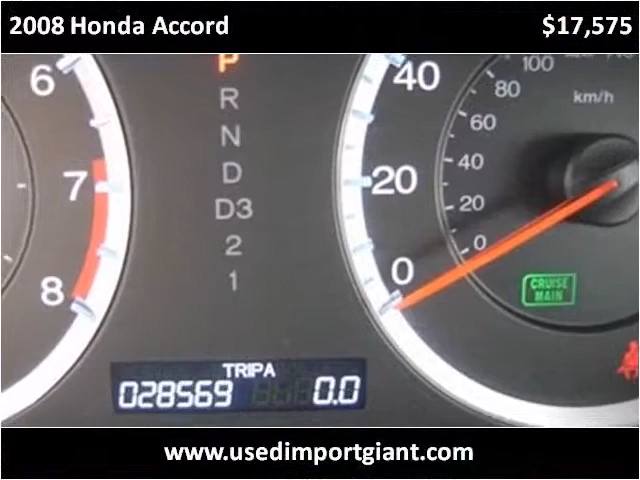 2008 Honda Accord $17,575
P
R
N
D
D3
2
1
6
7
8
40
20
0
100
80
60
40
20
0
km/h
CRUISE
MAIN
TRIP A
028569 0.0
www.usedimportgiant.com